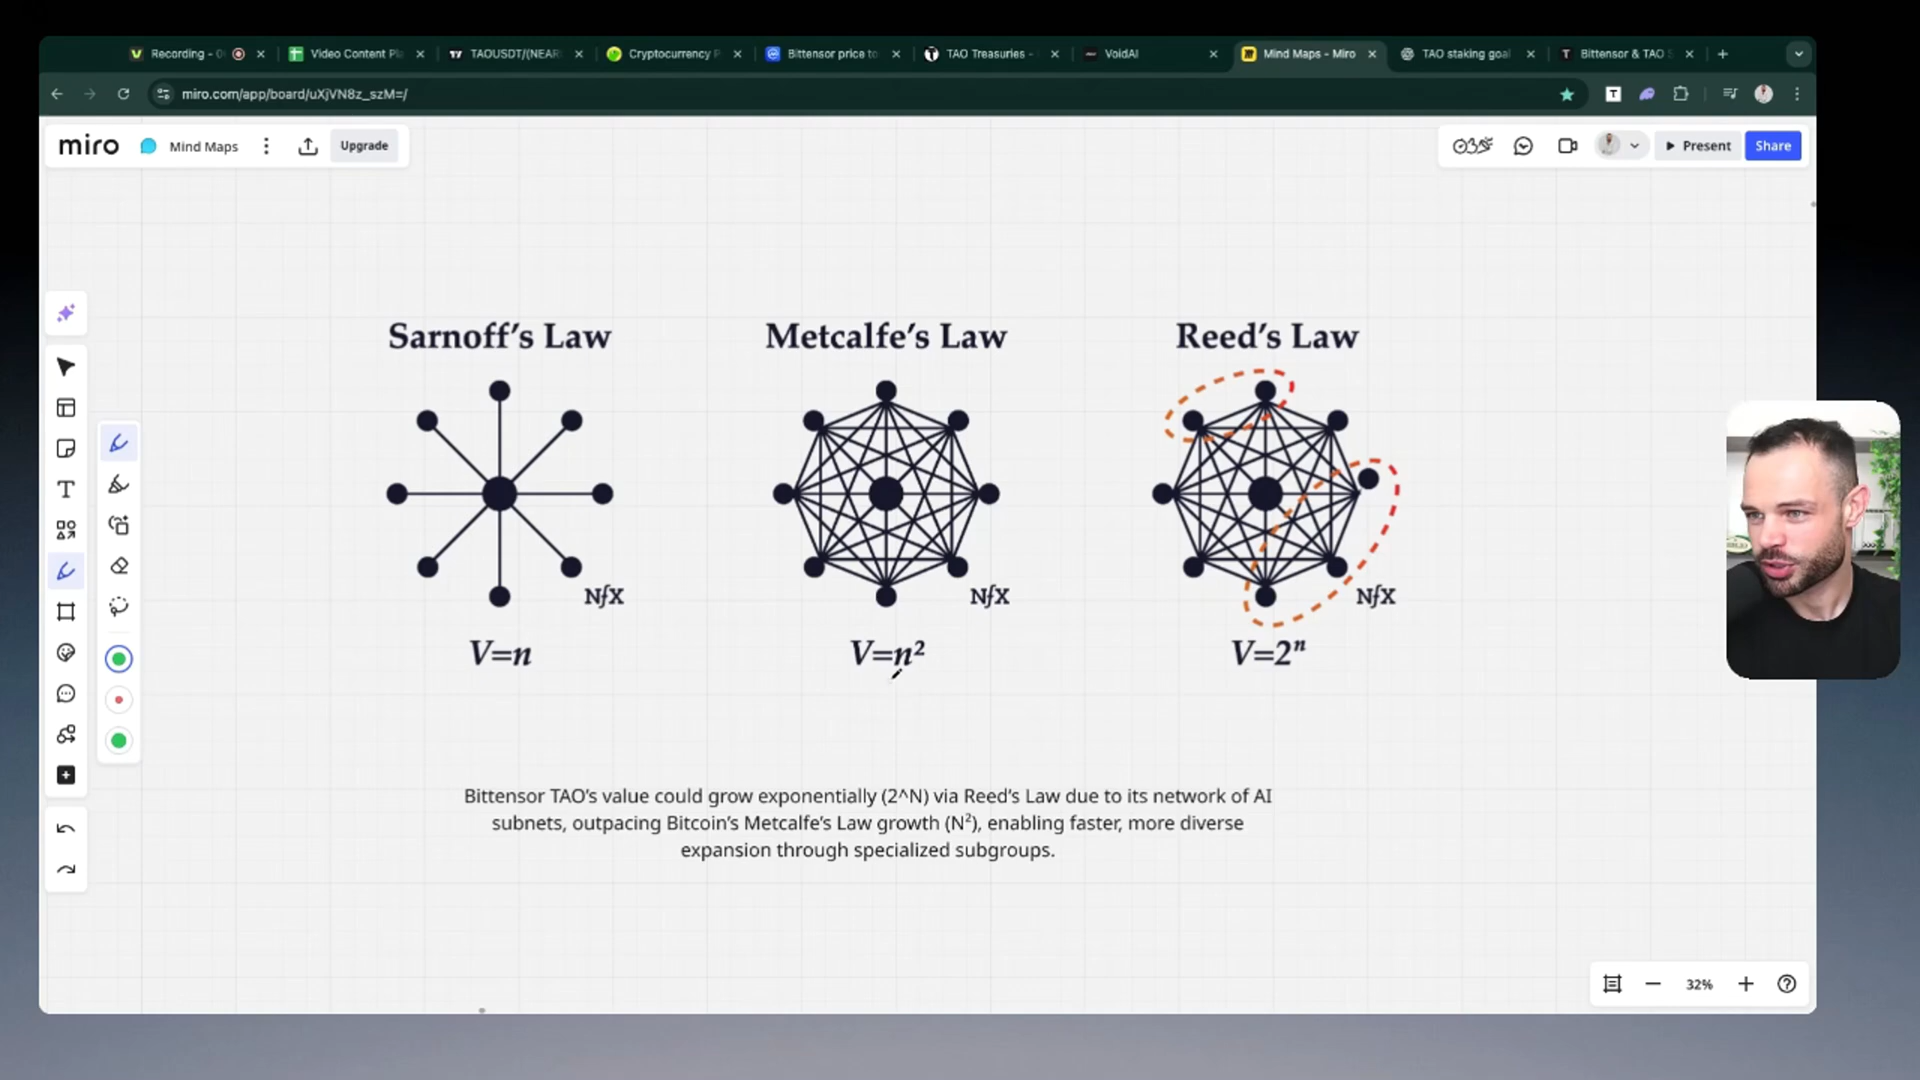 Recording - 0
Video Content Pla
TAOUSDT/(NEAR
Cryptocurrency P
Bittensor price to
TAO Treasuries -
VoidAI
Mind Maps - Miro
TAO staking goal
Bittensor & TAO S
miro.com/app/board/uXjVN8z_szM=/
miro
Mind Maps
Upgrade
Present
Share
Sarnoff's Law
Metcalfe's Law
Reed's Law
NfX
NfX
NfX
V=n
V=n²
V=2ⁿ
Bittensor TAO's value could grow exponentially (2^N) via Reed's Law due to its network of AI
subnets, outpacing Bitcoin's Metcalfe's Law growth (N²), enabling faster, more diverse
expansion through specialized subgroups.
32%